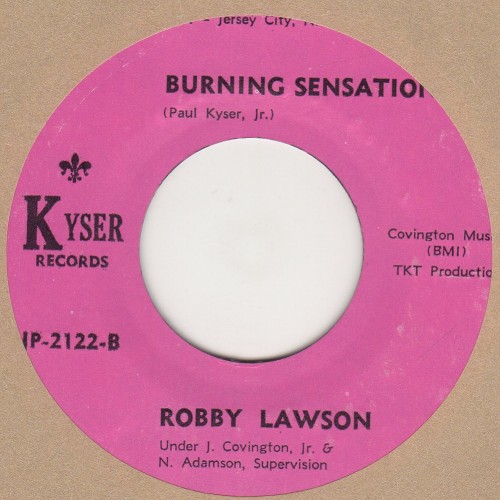 Jersey City,
BURNING SENSATIO
(Paul Kyser, Jr.)
KYSER
RECORDS
Covington Mus
(BMI)
TKT Productio
IP-2122-B
ROBBY LAWSON
Under J. Covington, Jr. &
N. Adamson, Supervision